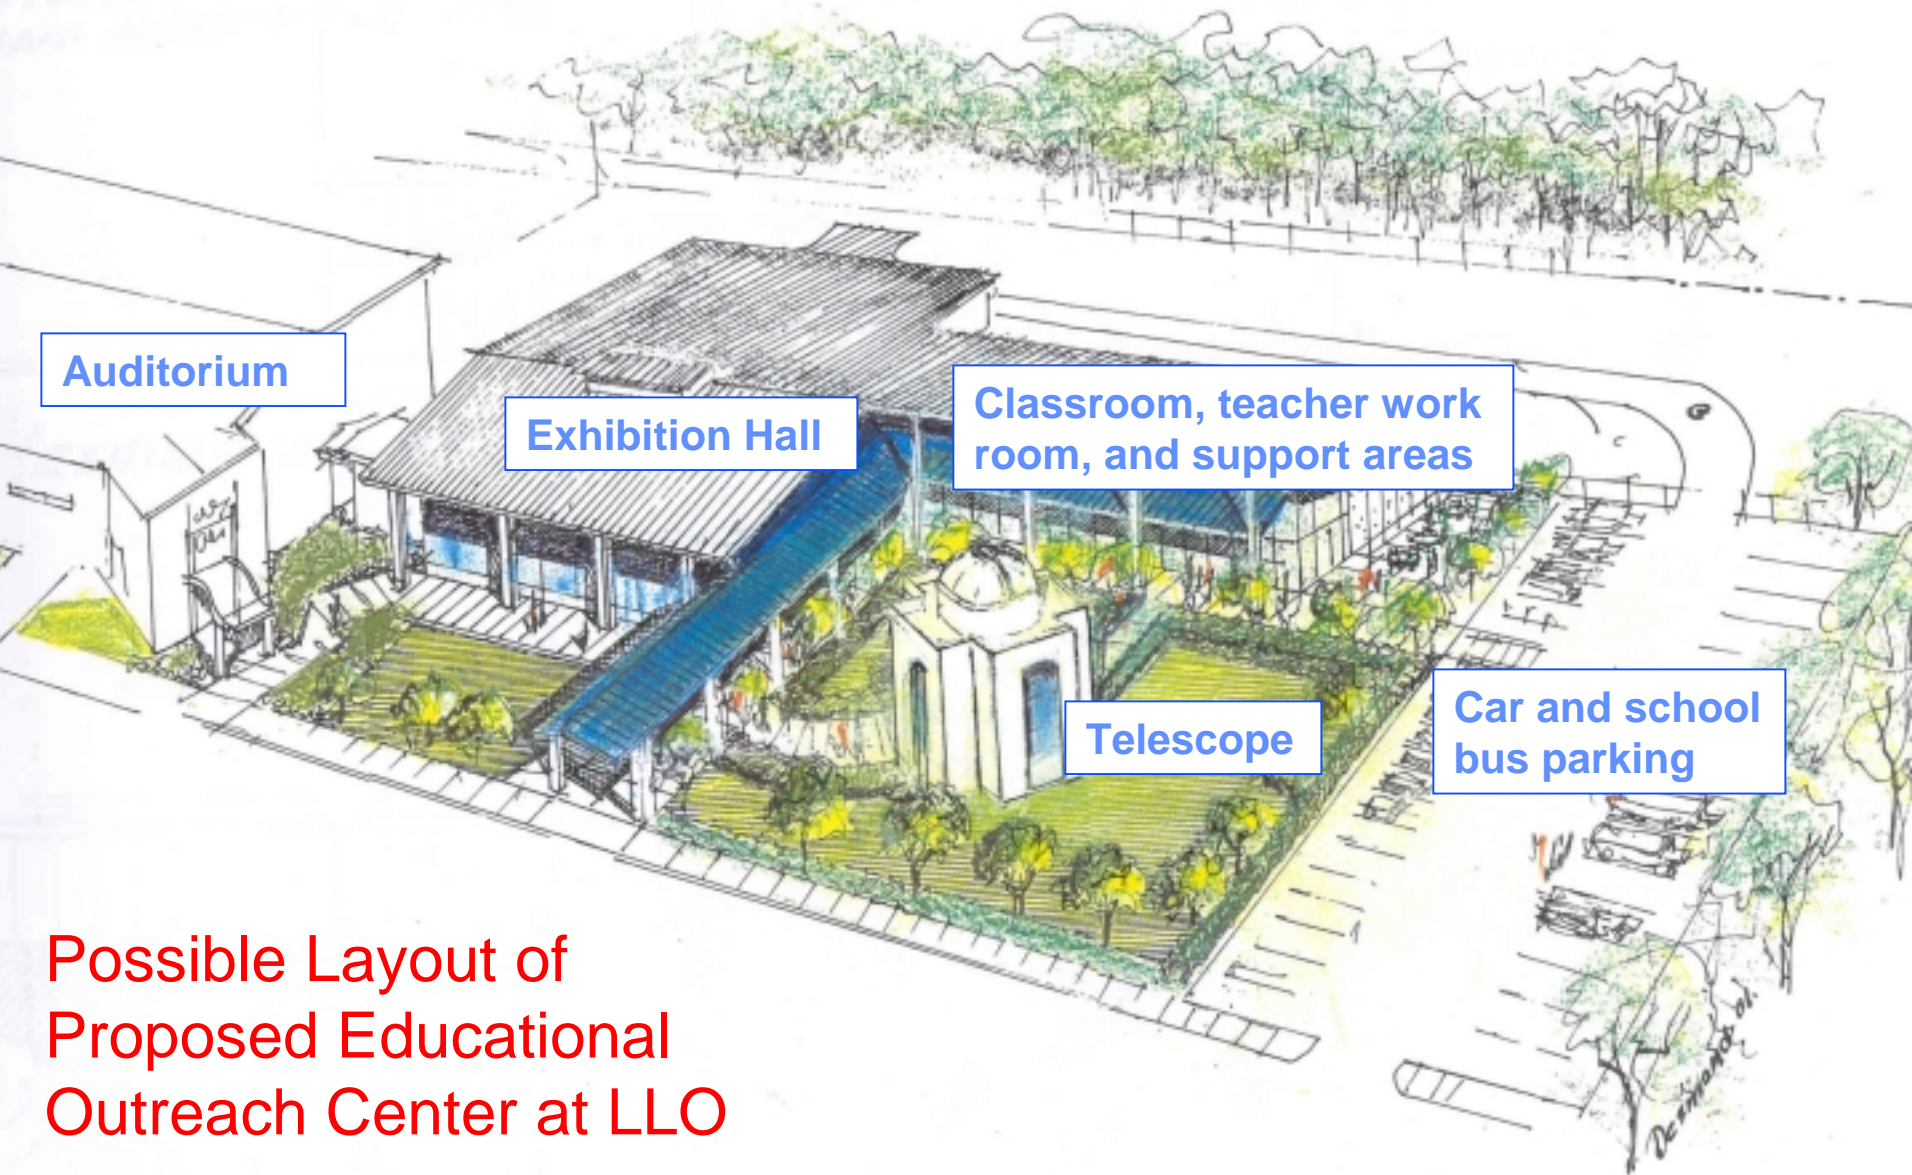 Auditorium
Exhibition Hall
Classroom, teacher work
room, and support areas
Telescope
Car and school
bus parking
Possible Layout of
Proposed Educational
Outreach Center at LLO